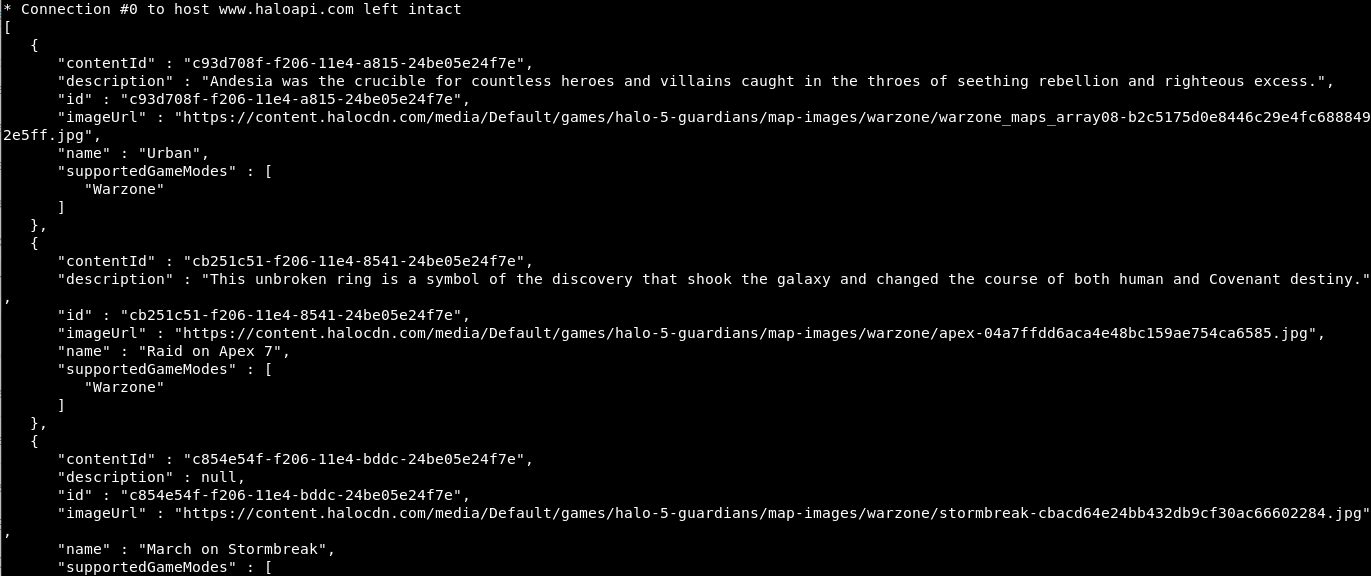 * Connection #0 to host www.haloapi.com left intact
[
   {
      "contentId" : "c93d708f-f206-11e4-a815-24be05e24f7e",
      "description" : "Andesia was the crucible for countless heroes and villains caught in the throes of seething rebellion and righteous excess.",
      "id" : "c93d708f-f206-11e4-a815-24be05e24f7e",
      "imageUrl" : "https://content.halocdn.com/media/Default/games/halo-5-guardians/map-images/warzone/warzone_maps_array08-b2c5175d0e8446c29e4fc688849
2e5ff.jpg",
      "name" : "Urban",
      "supportedGameModes" : [
         "Warzone"
      ]
   },
   {
      "contentId" : "cb251c51-f206-11e4-8541-24be05e24f7e",
      "description" : "This unbroken ring is a symbol of the discovery that shook the galaxy and changed the course of both human and Covenant destiny."
,
      "id" : "cb251c51-f206-11e4-8541-24be05e24f7e",
      "imageUrl" : "https://content.halocdn.com/media/Default/games/halo-5-guardians/map-images/warzone/apex-04a7ffdd6aca4e48bc159ae754ca6585.jpg",
      "name" : "Raid on Apex 7",
      "supportedGameModes" : [
         "Warzone"
      ]
   },
   {
      "contentId" : "c854e54f-f206-11e4-bddc-24be05e24f7e",
      "description" : null,
      "id" : "c854e54f-f206-11e4-bddc-24be05e24f7e",
      "imageUrl" : "https://content.halocdn.com/media/Default/games/halo-5-guardians/map-images/warzone/stormbreak-cbacd64e24bb432db9cf30ac66602284.jpg"
,
      "name" : "March on Stormbreak",
      "supportedGameModes" : [